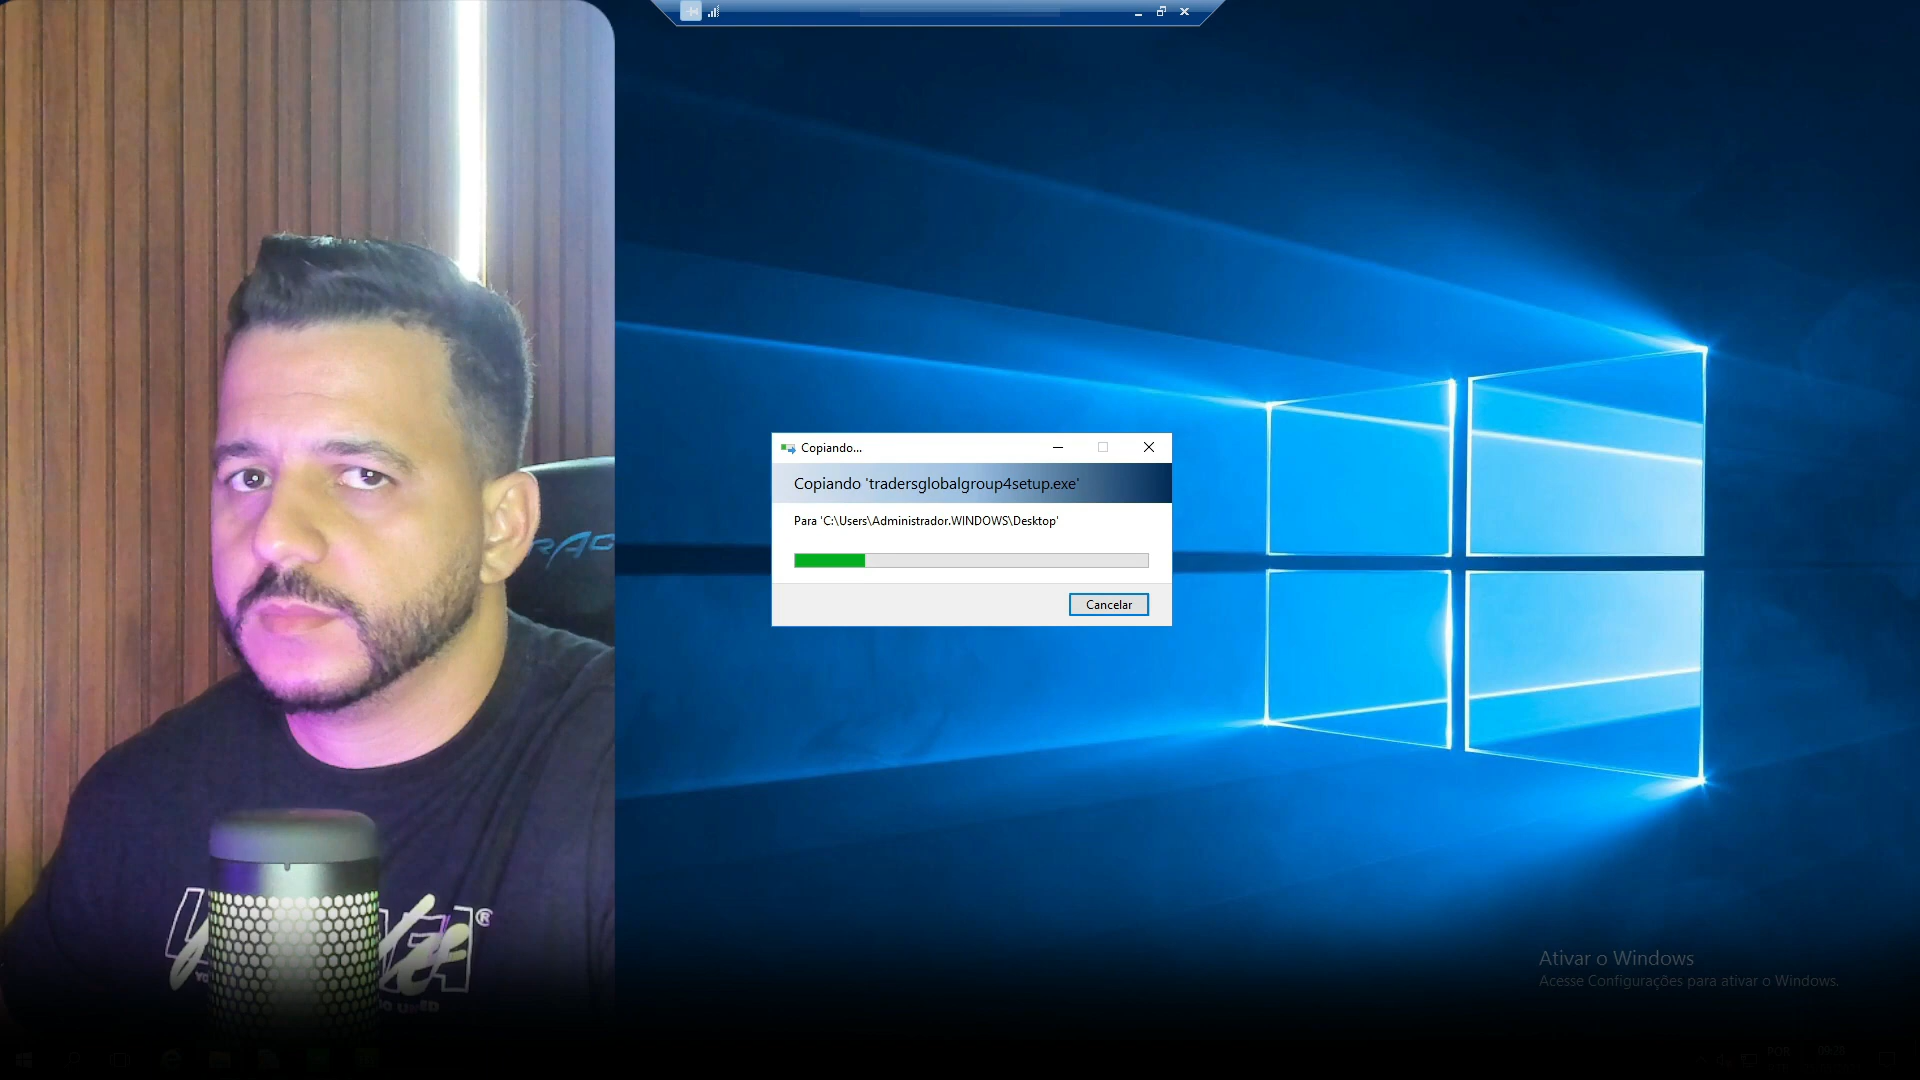 Copiando...
Copiando 'tradersglobalgroup4setup.exe'
Para 'C:\Users\Administrador.WINDOWS\Desktop'
Cancelar
Ativar o Windows
Acesse Configurações para ativar o Windows.